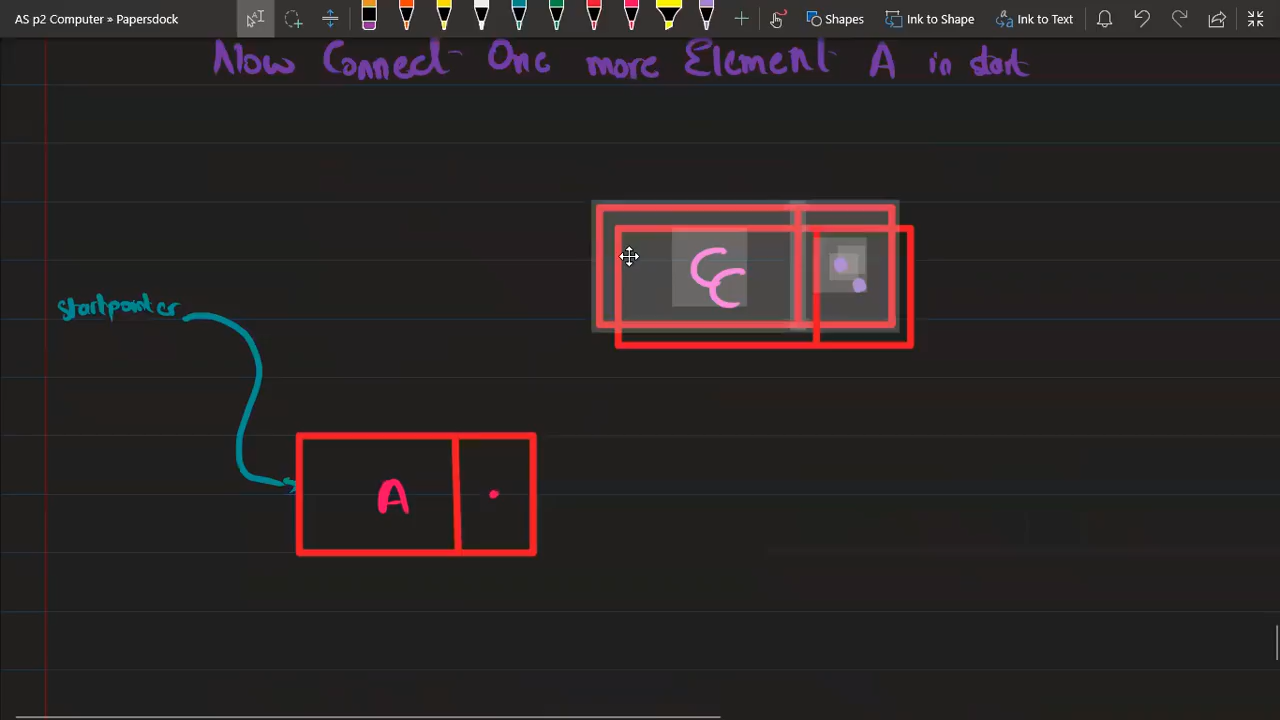 AS p2 Computer » Papersdock
Shapes
Ink to Shape
Ink to Text
Now Connect One more Element A in start
C
C
startpointer
A